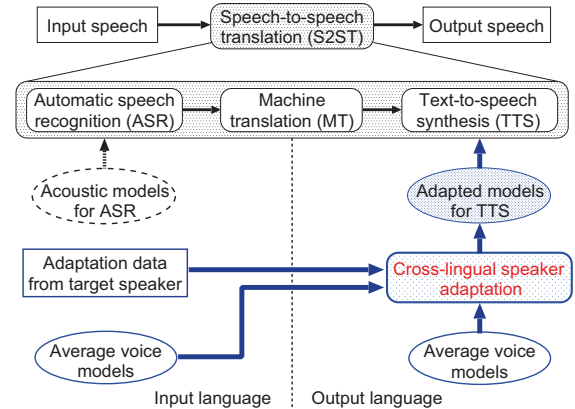 Input speech
Speech-to-speech
translation (S2ST)
Output speech
Automatic speech
recognition (ASR)
Machine
translation (MT)
Text-to-speech
synthesis (TTS)
Acoustic models
for ASR
Adapted models
for TTS
Adaptation data
from target speaker
Cross-lingual speaker
adaptation
Average voice
models
Average voice
models
Input language
Output language